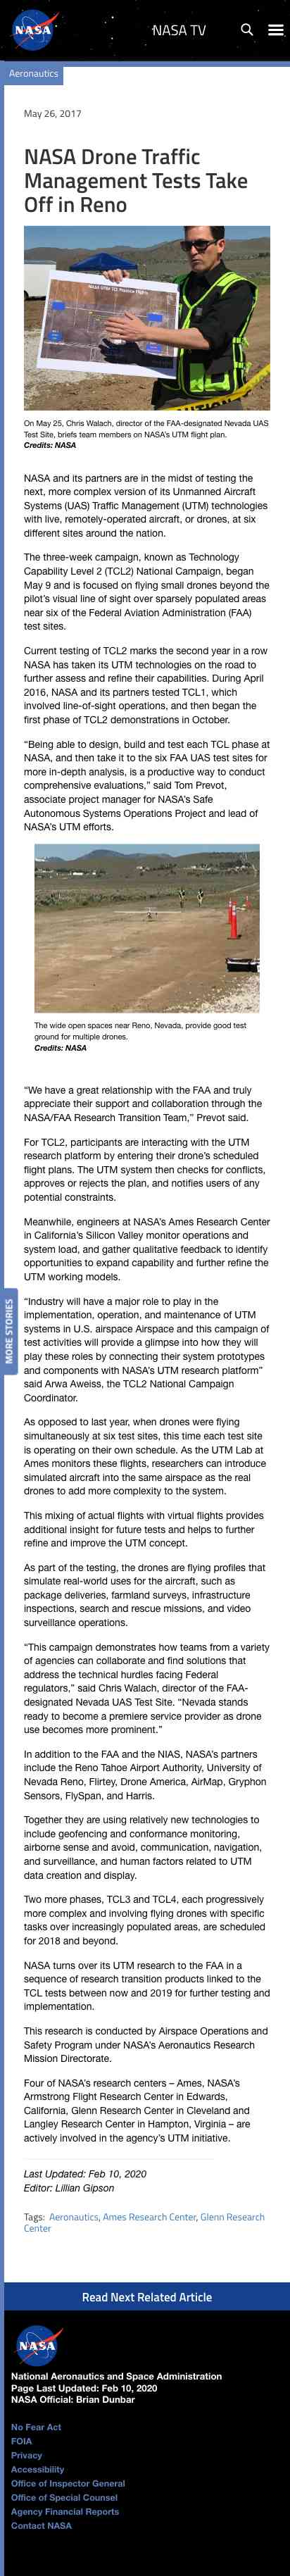 NASA
NASA TV
Aeronautics
May 26, 2017
NASA Drone Traffic
Management Tests Take
Off in Reno
On May 25, Chris Walach, director of the FAA-designated Nevada UAS
Test Site, briefs team members on NASA's UTM flight plan.
Credits: NASA
NASA and its partners are in the midst of testing the
next, more complex version of its Unmanned Aircraft
Systems (UAS) Traffic Management (UTM) technologies
with live, remotely-operated aircraft, or drones, at six
different sites around the nation.
The three-week campaign, known as Technology
Capability Level 2 (TCL2) National Campaign, began
May 9 and is focused on flying small drones beyond the
pilot's visual line of sight over sparsely populated areas
near six of the Federal Aviation Administration (FAA)
test sites.
Current testing of TCL2 marks the second year in a row
NASA has taken its UTM technologies on the road to
further assess and refine their capabilities. During April
2016, NASA and its partners tested TCL1, which
involved line-of-sight operations, and then began the
first phase of TCL2 demonstrations in October.
“Being able to design, build and test each TCL phase at
NASA, and then take it to the six FAA UAS test sites for
more in-depth analysis, is a productive way to conduct
comprehensive evaluations,” said Tom Prevot,
associate project manager for NASA's Safe
Autonomous Systems Operations Project and lead of
NASA's UTM efforts.
The wide open spaces near Reno, Nevada, provide good test
ground for multiple drones.
Credits: NASA
“We have a great relationship with the FAA and truly
appreciate their support and collaboration through the
NASA/FAA Research Transition Team,” Prevot said.
For TCL2, participants are interacting with the UTM
research platform by entering their drone's scheduled
flight plans. The UTM system then checks for conflicts,
approves or rejects the plan, and notifies users of any
potential constraints.
Meanwhile, engineers at NASA's Ames Research Center
in California's Silicon Valley monitor operations and
system load, and gather qualitative feedback to identify
opportunities to expand capability and further refine the
UTM working models.
MORE STORIES
“Industry will have a major role to play in the
implementation, operation, and maintenance of UTM
systems in U.S. airspace Airspace and this campaign of
test activities will provide a glimpse into how they will
play these roles by connecting their system prototypes
and components with NASA's UTM research platform”
said Arwa Aweiss, the TCL2 National Campaign
Coordinator.
As opposed to last year, when drones were flying
simultaneously at six test sites, this time each test site
is operating on their own schedule. As the UTM Lab at
Ames monitors these flights, researchers can introduce
simulated aircraft into the same airspace as the real
drones to add more complexity to the system.
This mixing of actual flights with virtual flights provides
additional insight for future tests and helps to further
refine and improve the UTM concept.
As part of the testing, the drones are flying profiles that
simulate real-world uses for the aircraft, such as
package deliveries, farmland surveys, infrastructure
inspections, search and rescue missions, and video
surveillance operations.
“This campaign demonstrates how teams from a variety
of agencies can collaborate and find solutions that
address the technical hurdles facing Federal
regulators,” said Chris Walach, director of the FAA-
designated Nevada UAS Test Site. “Nevada stands
ready to become a premiere service provider as drone
use becomes more prominent.”
In addition to the FAA and the NIAS, NASA's partners
include the Reno Tahoe Airport Authority, University of
Nevada Reno, Flirtey, Drone America, AirMap, Gryphon
Sensors, FlySpan, and Harris.
Together they are using relatively new technologies to
include geofencing and conformance monitoring,
airborne sense and avoid, communication, navigation,
and surveillance, and human factors related to UTM
data creation and display.
Two more phases, TCL3 and TCL4, each progressively
more complex and involving flying drones with specific
tasks over increasingly populated areas, are scheduled
for 2018 and beyond.
NASA turns over its UTM research to the FAA in a
sequence of research transition products linked to the
TCL tests between now and 2019 for further testing and
implementation.
This research is conducted by Airspace Operations and
Safety Program under NASA's Aeronautics Research
Mission Directorate.
Four of NASA's research centers – Ames, NASA's
Armstrong Flight Research Center in Edwards,
California, Glenn Research Center in Cleveland and
Langley Research Center in Hampton, Virginia – are
actively involved in the agency's UTM initiative.
Last Updated: Feb 10, 2020
Editor: Lillian Gipson
Tags: Aeronautics, Ames Research Center, Glenn Research
Center
Read Next Related Article
NASA
National Aeronautics and Space Administration
Page Last Updated: Feb 10, 2020
NASA Official: Brian Dunbar
No Fear Act
FOIA
Privacy
Accessibility
Office of Inspector General
Office of Special Counsel
Agency Financial Reports
Contact NASA